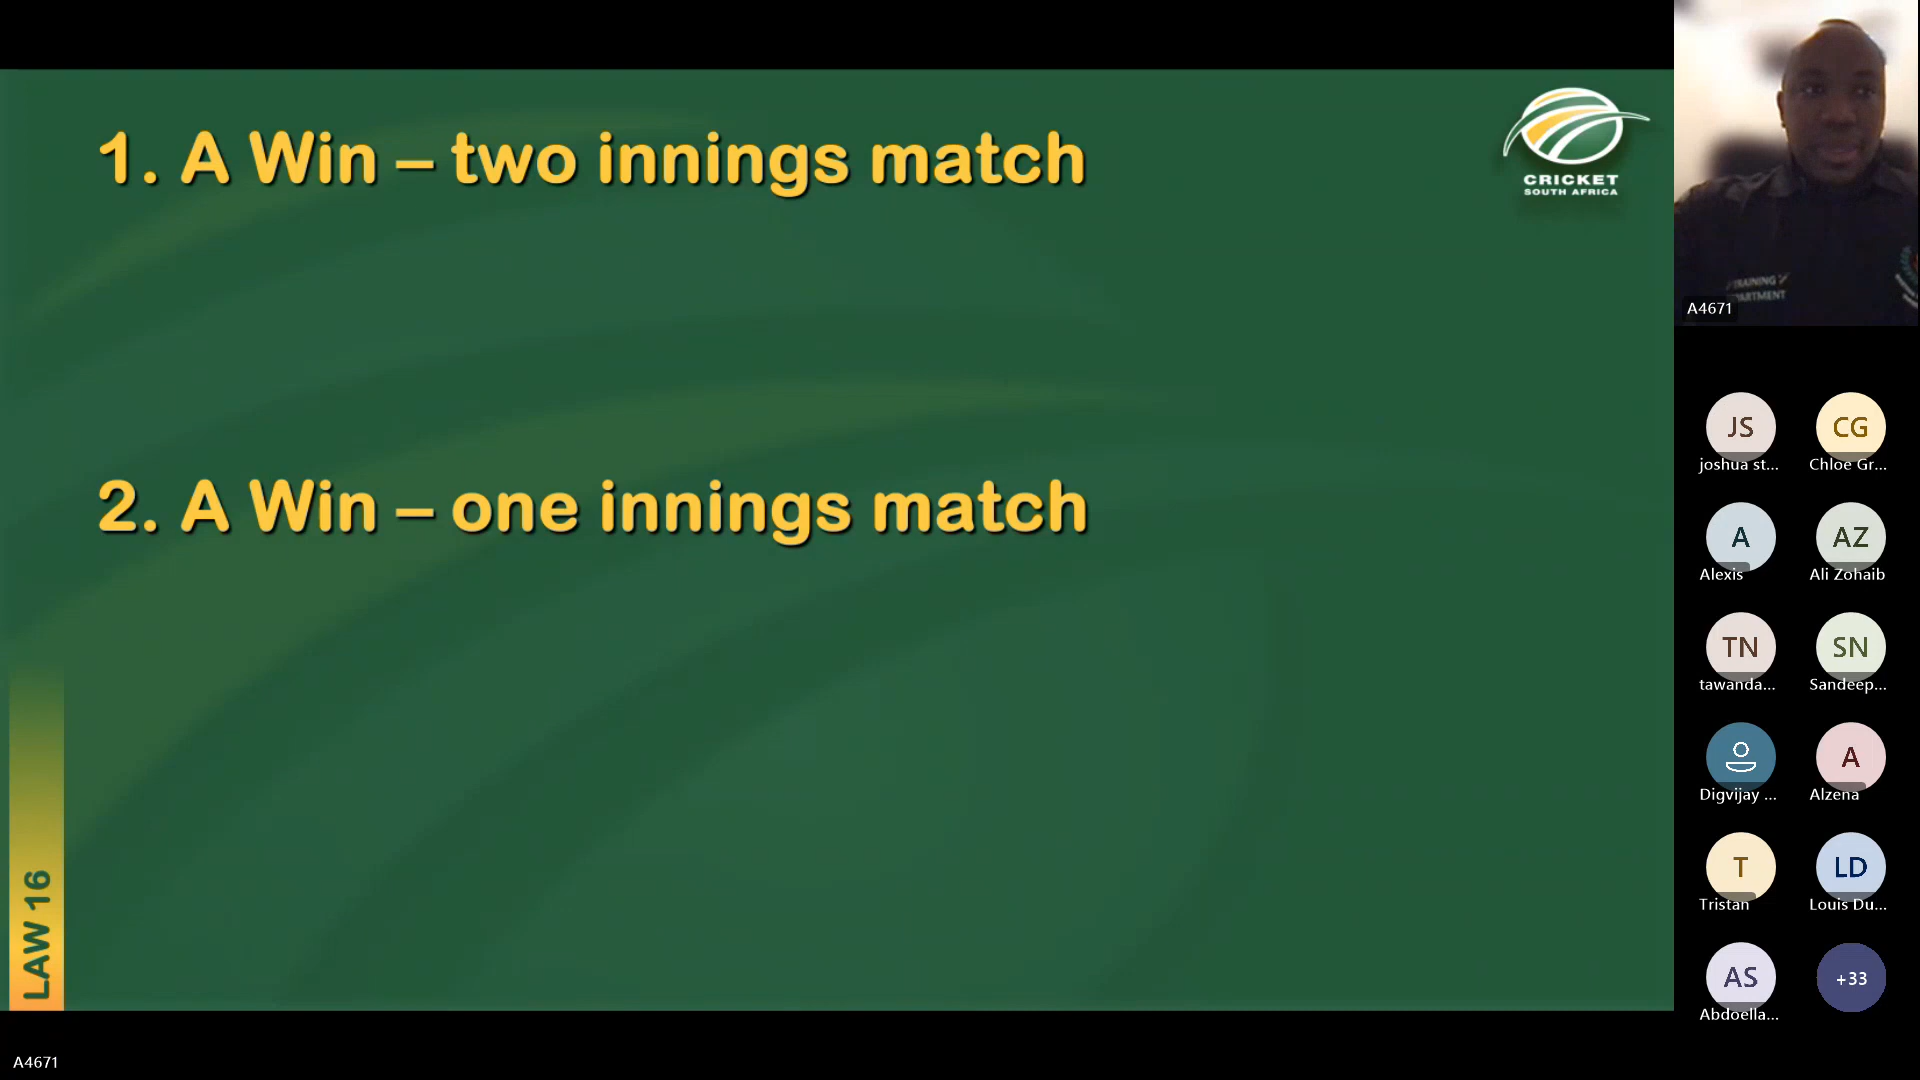 1. A Win – two innings match
CRICKET
SOUTH AFRICA
2. A Win – one innings match
LAW 16
A4671
TRAINING
ARTMENT
A4671
JS
joshua st...
CG
Chloe Gr...
A
Alexis
AZ
Ali Zohaib
TN
tawanda...
SN
Sandeep...
Digvijay ...
A
Alzena
T
Tristan
LD
Louis Du...
AS
Abdoella...
+33